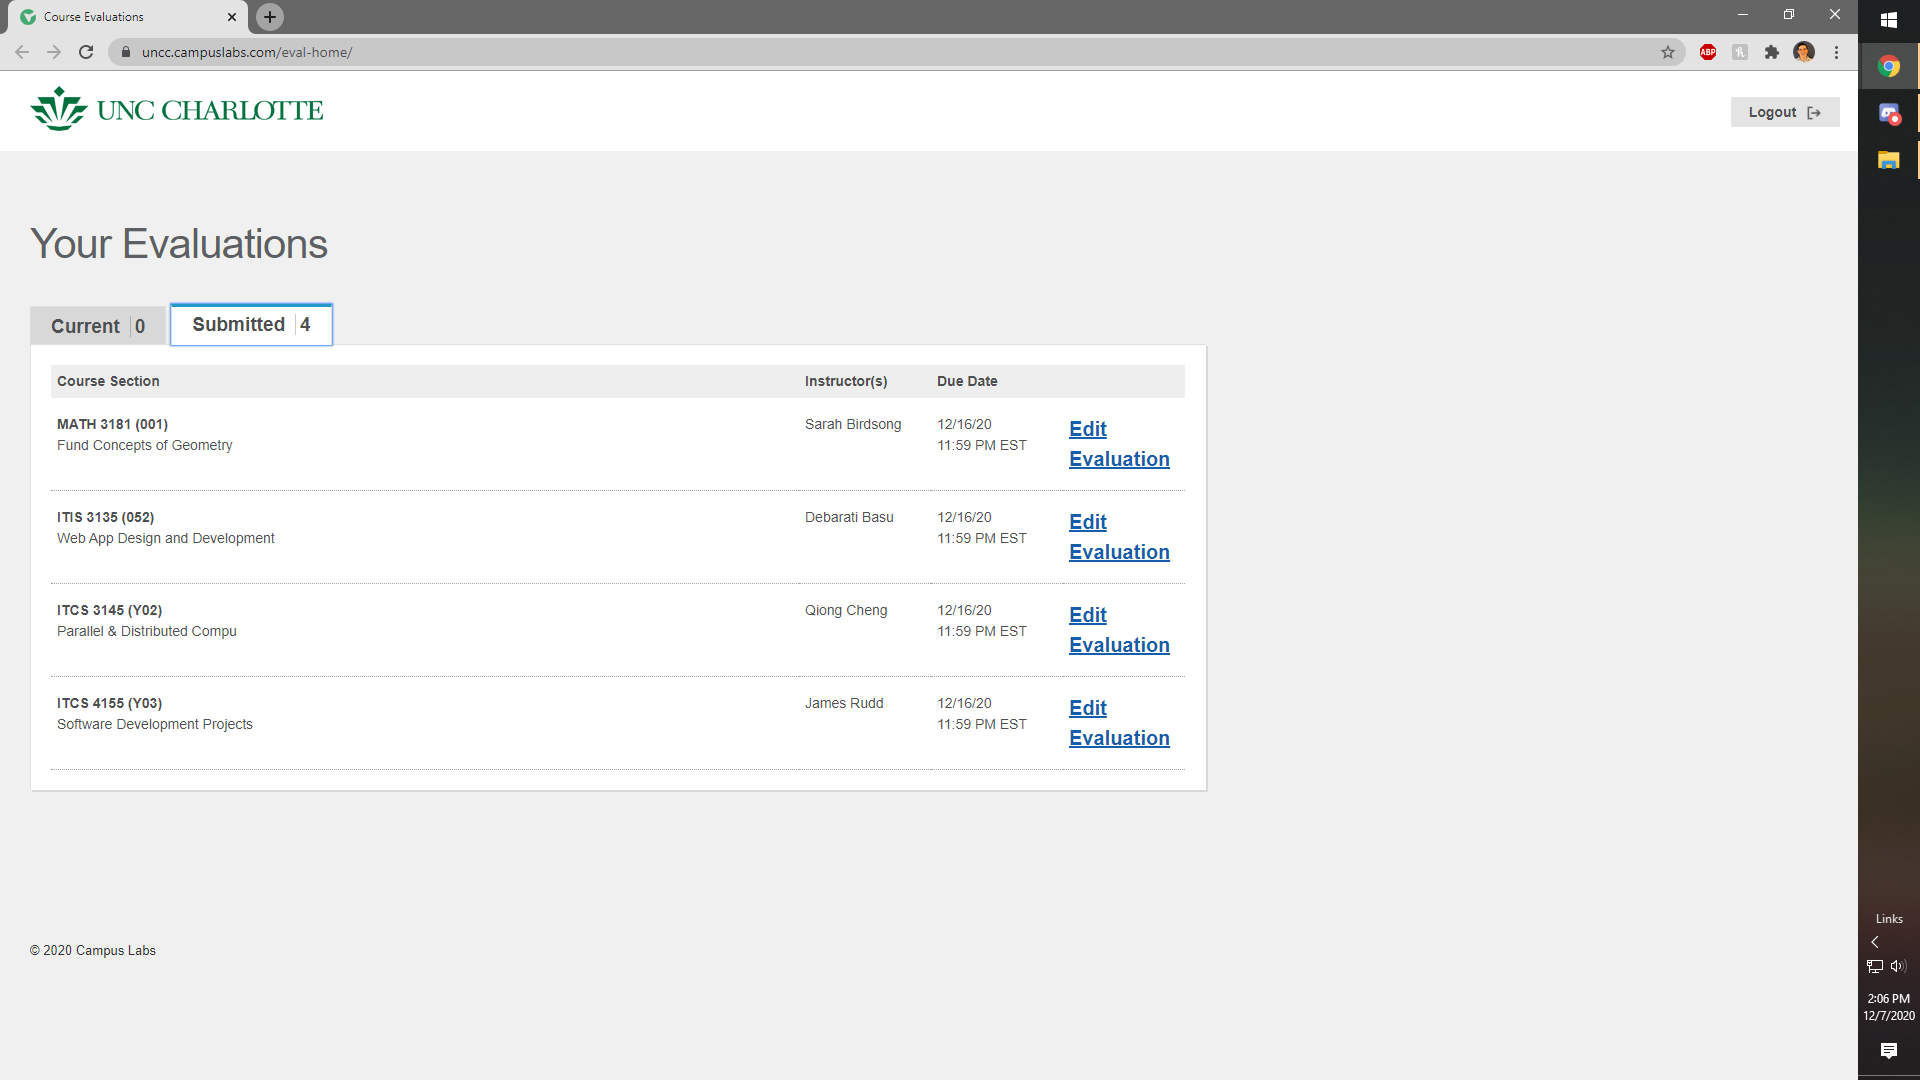 Course Evaluations
uncc.campuslabs.com/eval-home/
ABP
UNC CHARLOTTE
Logout
Your Evaluations
Current 0
Submitted 4
Course Section Instructor(s) Due Date
MATH 3181 (001) Sarah Birdsong 12/16/20 Edit
Fund Concepts of Geometry 11:59 PM EST Evaluation
ITIS 3135 (052) Debarati Basu 12/16/20 Edit
Web App Design and Development 11:59 PM EST Evaluation
ITCS 3145 (Y02) Qiong Cheng 12/16/20 Edit
Parallel & Distributed Compu 11:59 PM EST Evaluation
ITCS 4155 (Y03) James Rudd 12/16/20 Edit
Software Development Projects 11:59 PM EST Evaluation
© 2020 Campus Labs
Links
2:06 PM
12/7/2020